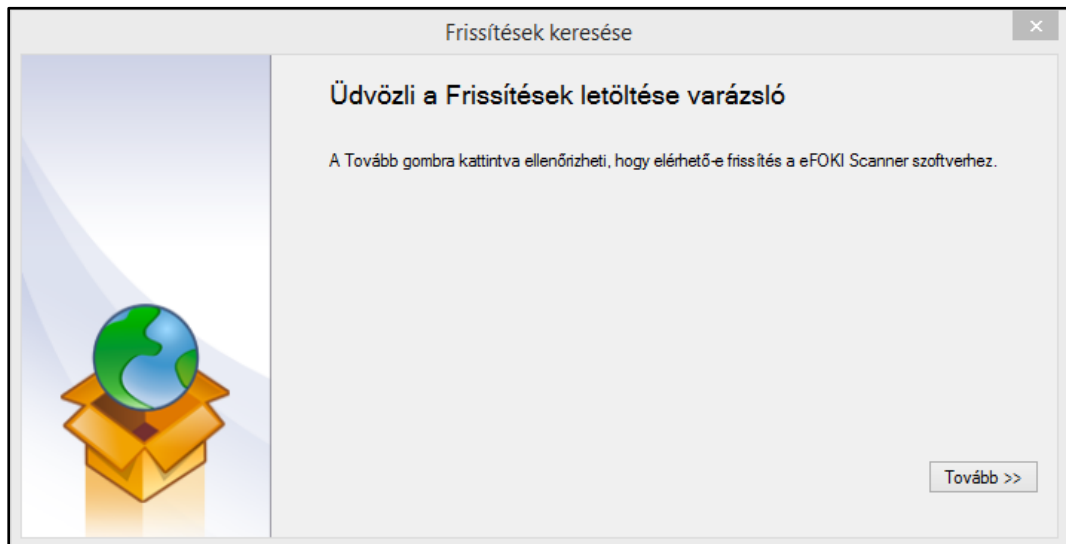 Frissítések keresése
Üdvözli a Frissítések letöltése varázsló
A Tovább gombra kattintva ellenőrizheti, hogy elérhető-e frissítés a eFOKI Scanner szoftverhez.
Tovább >>